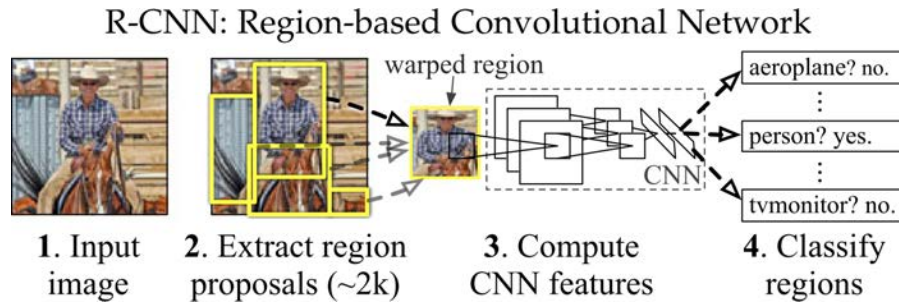 R-CNN: Region-based Convolutional Network
warped region
aeroplane? no.
⋮
person? yes.
⋮
tvmonitor? no.
CNN
1. Input
image
2. Extract region
proposals (~2k)
3. Compute
CNN features
4. Classify
regions